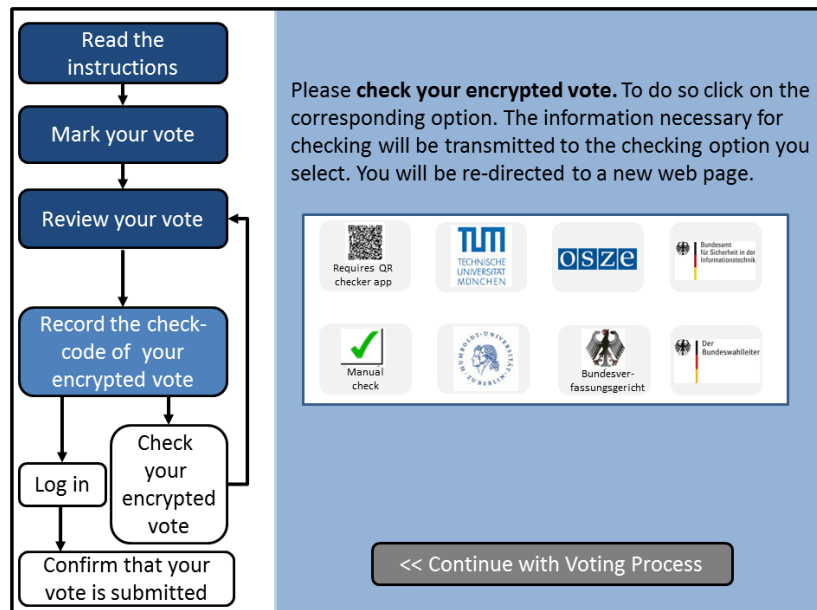 Read the
instructions
Mark your vote
Review your vote
Record the check-
code of your
encrypted vote
Check
your
encrypted
vote
Log in
Confirm that your
vote is submitted
Please check your encrypted vote. To do so click on the
corresponding option. The information necessary for
checking will be transmitted to the checking option you
select. You will be re-directed to a new web page.
Requires QR
checker app
TUM
TECHNISCHE
UNIVERSITÄT
MÜNCHEN
osze
Bundesamt
für Sicherheit in der
Informationstechnik
Manual
check
HUMBOLDT-UNIVERSITÄT
ZU BERLIN
Bundesver-
fassungsgericht
Der
Bundeswahlleiter
<< Continue with Voting Process